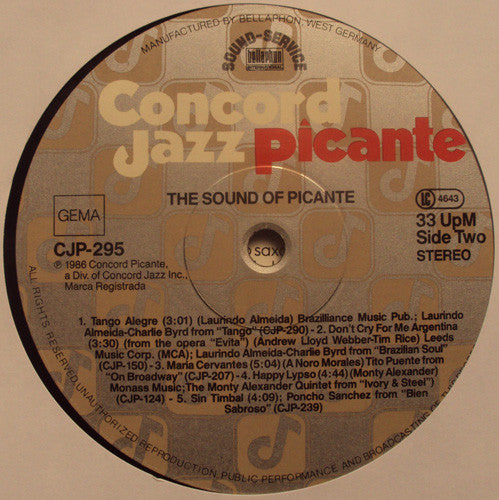 MANUFACTURED BY BELLAPHON, WEST GERMANY
SOUND-SERVICE
bellaphon
Concord
Jazz Picante
THE SOUND OF PICANTE
GEMA
LC 4643
CJP-295
33 UpM
Side Two
STEREO
℗ 1986 Concord Picante,
a Div. of Concord Jazz Inc.,
Marca Registrada
sax
1. Tango Alegre (3:01) (Laurindo Almeida) Brazilliance Music Pub.; Laurindo
Almeida-Charlie Byrd from "Tango" (CJP-290) - 2. Don't Cry For Me Argentina
(3:30) (from the opera "Evita") (Andrew Lloyd Webber-Tim Rice) Leeds
Music Corp. (MCA); Laurindo Almeida-Charlie Byrd from "Brazilian Soul"
(CJP-150) - 3. Maria Cervantes (5:04) (A Noro Morales) Tito Puente from
"On Broadway" (CJP-207) - 4. Happy Lypso (4:44) (Monty Alexander)
Monass Music; The Monty Alexander Quintet from "Ivory & Steel")
(CJP-124) - 5. Sin Timbal (4:09); Poncho Sanchez from "Bien
Sabroso" (CJP-239)
ALL RIGHTS RESERVED. UNAUTHORIZED REPRODUCTION, PUBLIC PERFORMANCE AND BROADCASTING OF THIS